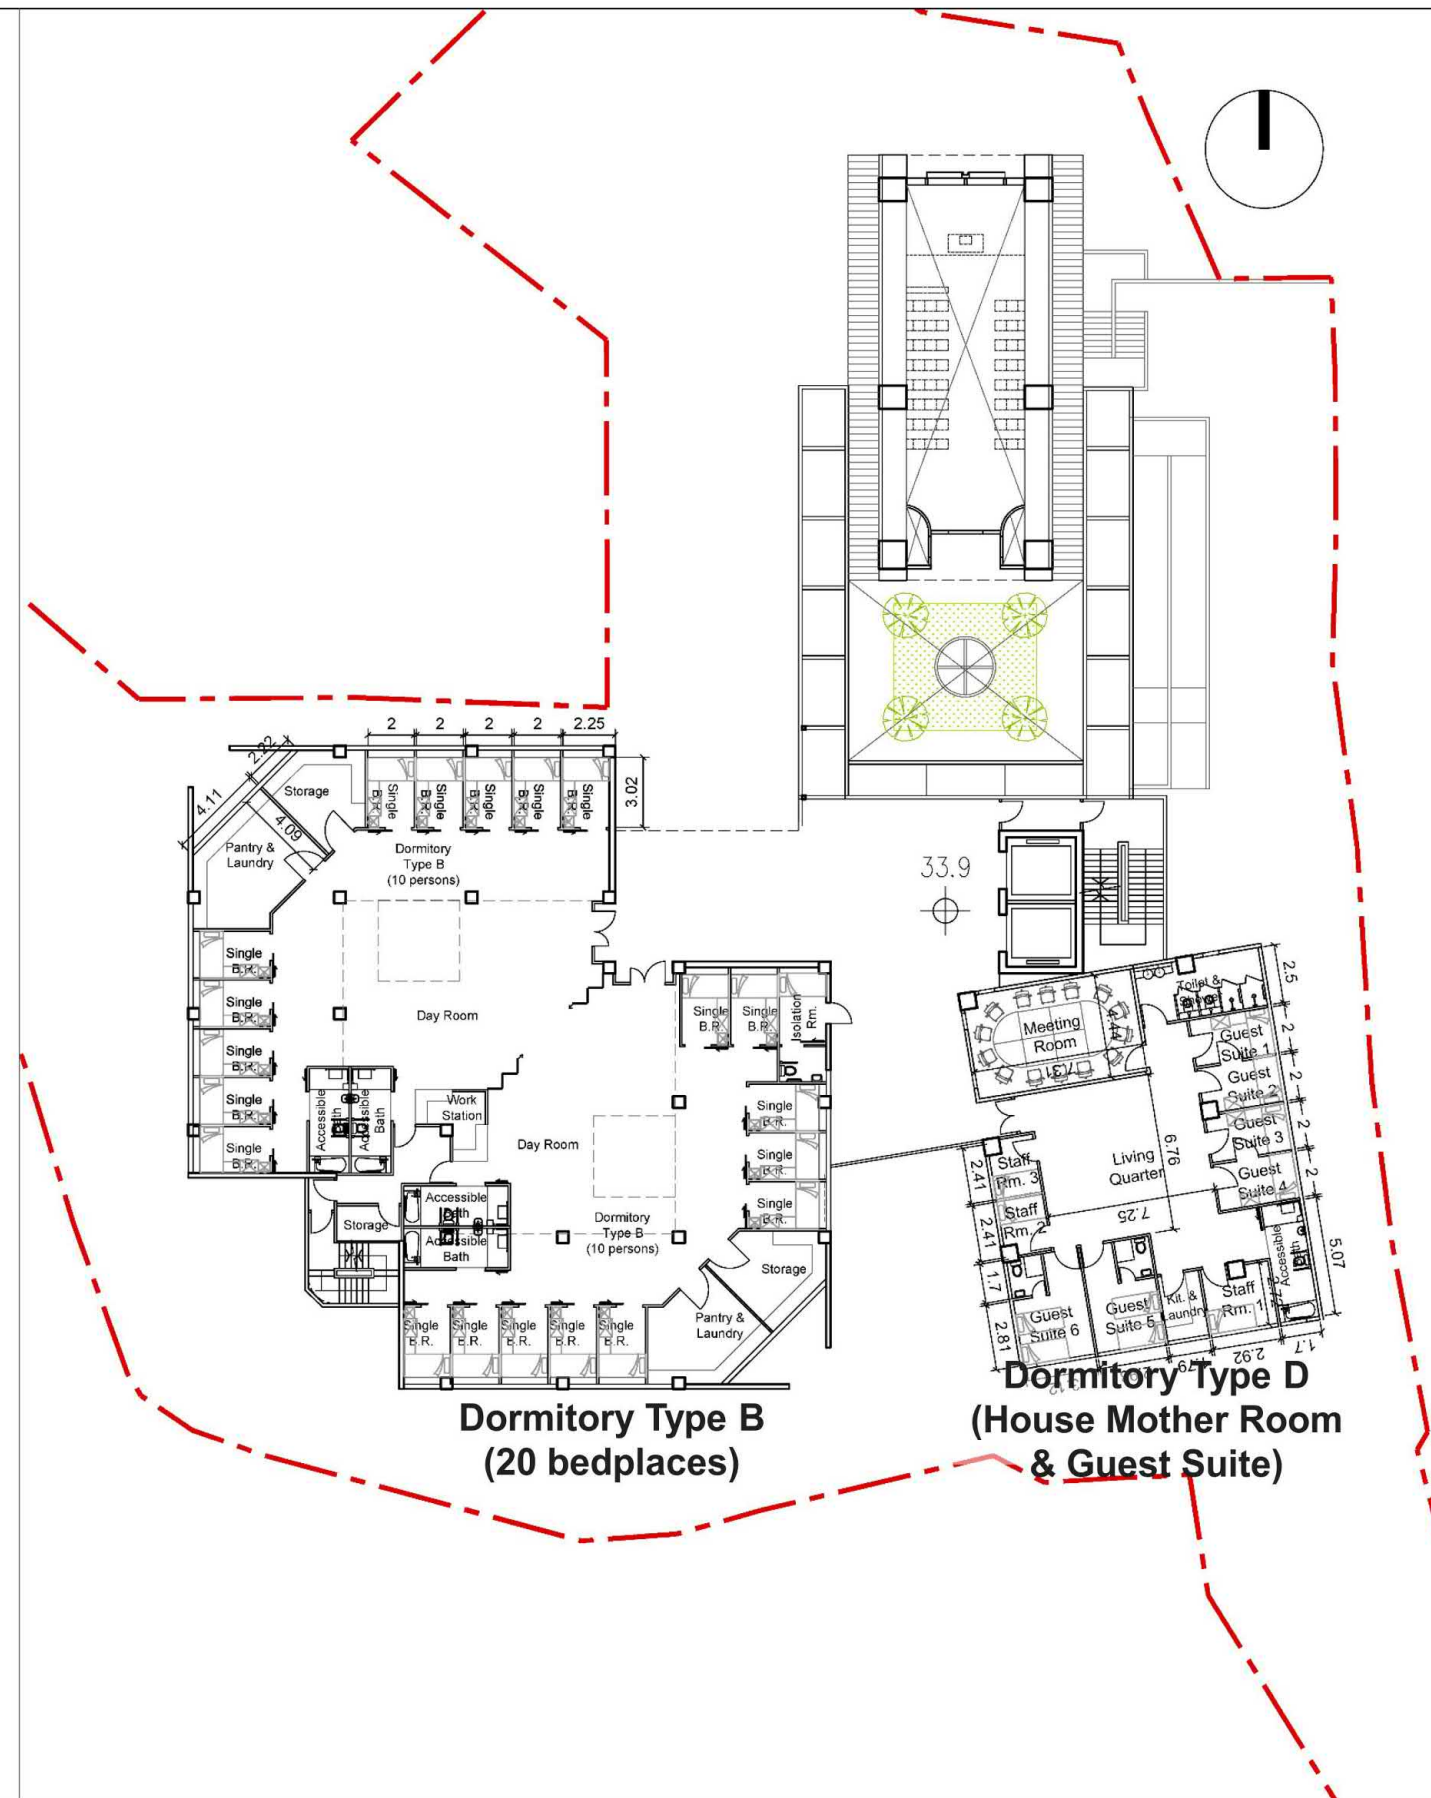 2
2
2
2
2.25
2.22
4.11
4.09
3.02
Storage
Pantry &
Laundry
Single
B.R.
Single
B.R.
Single
B.R.
Single
B.R.
Single
B.R.
Dormitory
Type B
(10 persons)
33.9
Single
B.R.
Single
B.R.
Single
B.R.
Single
B.R.
Single
B.R.
Day Room
Accessible
Bath
Accessible
Bath
Work
Station
Storage
Accessible
Bath
Accessible
Bath
Day Room
Single
B.R.
Single
B.R.
Isolation
Rm.
Single
B.R.
Single
B.R.
Single
B.R.
Dormitory
Type B
(10 persons)
Storage
Pantry &
Laundry
Single
B.R.
Single
B.R.
Single
B.R.
Single
B.R.
Single
B.R.
Toilet &
Shower
2.5
Meeting
Room
4.44
7.31
Guest
Suite 1
2
Guest
Suite 2
2
Guest
Suite 3
2
Guest
Suite 4
2
Living
Quarter
6.76
7.25
Staff
Rm. 3
2.41
Staff
Rm. 2
2.41
1.7
2.81
Guest
Suite 6
Guest
Suite 5
Kit. &
Laundry
Staff
Rm. 1
Accessible
Bath
5.07
1.7
2.92
Dormitory Type B
(20 bedplaces)
Dormitory Type D
(House Mother Room
& Guest Suite)